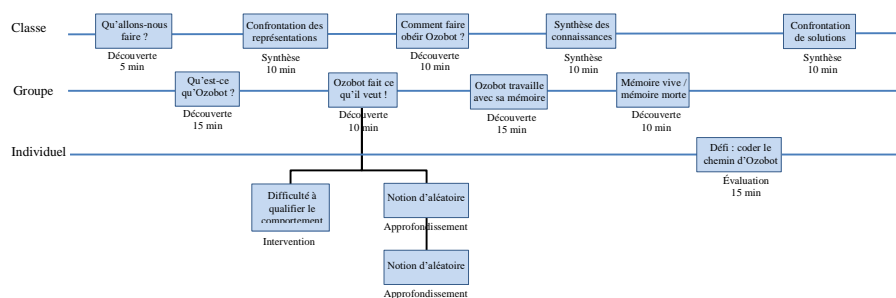 Classe
Qu'allons-nous
faire ?
Découverte
5 min
Confrontation des
représentations
Synthèse
10 min
Comment faire
obéir Ozobot ?
Découverte
10 min
Synthèse des
connaissances
Synthèse
10 min
Confrontation
de solutions
Synthèse
10 min
Groupe
Qu'est-ce
qu'Ozobot ?
Découverte
15 min
Ozobot fait ce
qu'il veut !
Découverte
10 min
Ozobot travaille
avec sa mémoire
Découverte
15 min
Mémoire vive /
mémoire morte
Découverte
10 min
Individuel
Défi : coder le
chemin d'Ozobot
Évaluation
15 min
Difficulté à
qualifier le
comportement
Intervention
Notion d'aléatoire
Approfondissement
Notion d'aléatoire
Approfondissement